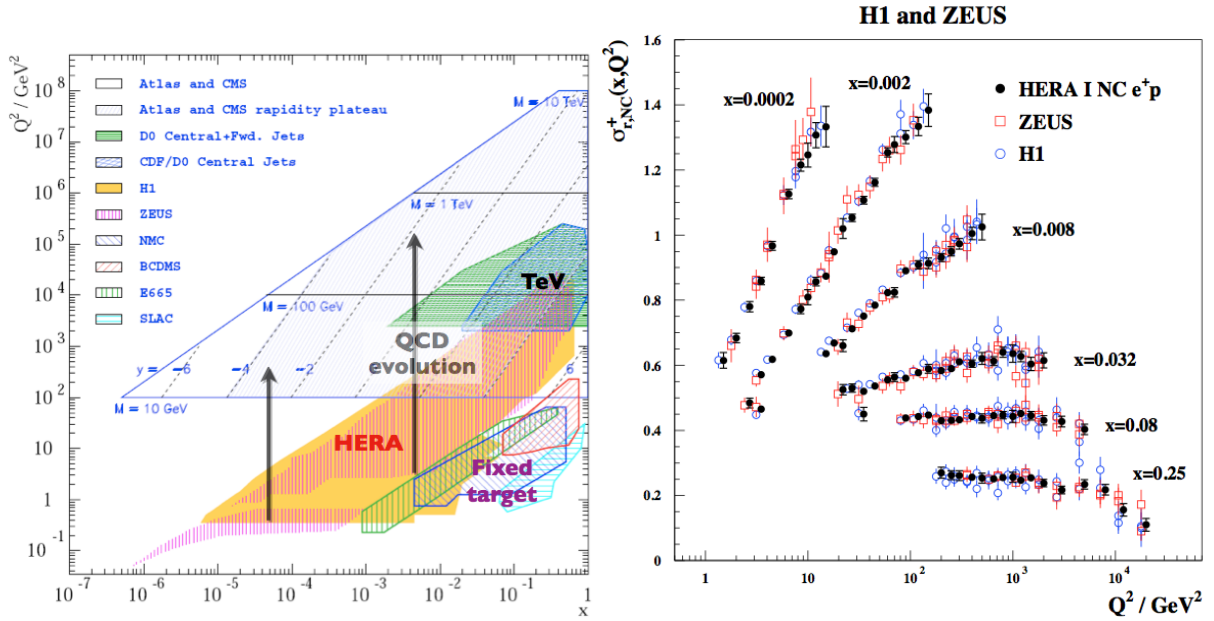 Q² / GeV²
10⁸
10⁷
10⁶
10⁵
10⁴
10³
10²
10
1
10⁻¹
Atlas and CMS
Atlas and CMS rapidity plateau
D0 Central+Fwd. Jets
CDF/D0 Central Jets
H1
ZEUS
NMC
BCDMS
E665
SLAC
M = 10 TeV
M = 1 TeV
TeV
M = 100 GeV
QCD
evolution
y = -6 -4 -2 6
M = 10 GeV
HERA
Fixed
target
10⁻⁷ 10⁻⁶ 10⁻⁵ 10⁻⁴ 10⁻³ 10⁻² 10⁻¹ 1
x
H1 and ZEUS
σ⁺r,NC(x,Q²)
1.6
1.4
1.2
1
0.8
0.6
0.4
0.2
0
x=0.0002
x=0.002
HERA I NC e⁺p
ZEUS
H1
x=0.008
x=0.032
x=0.08
x=0.25
1 10 10² 10³ 10⁴
Q² / GeV²